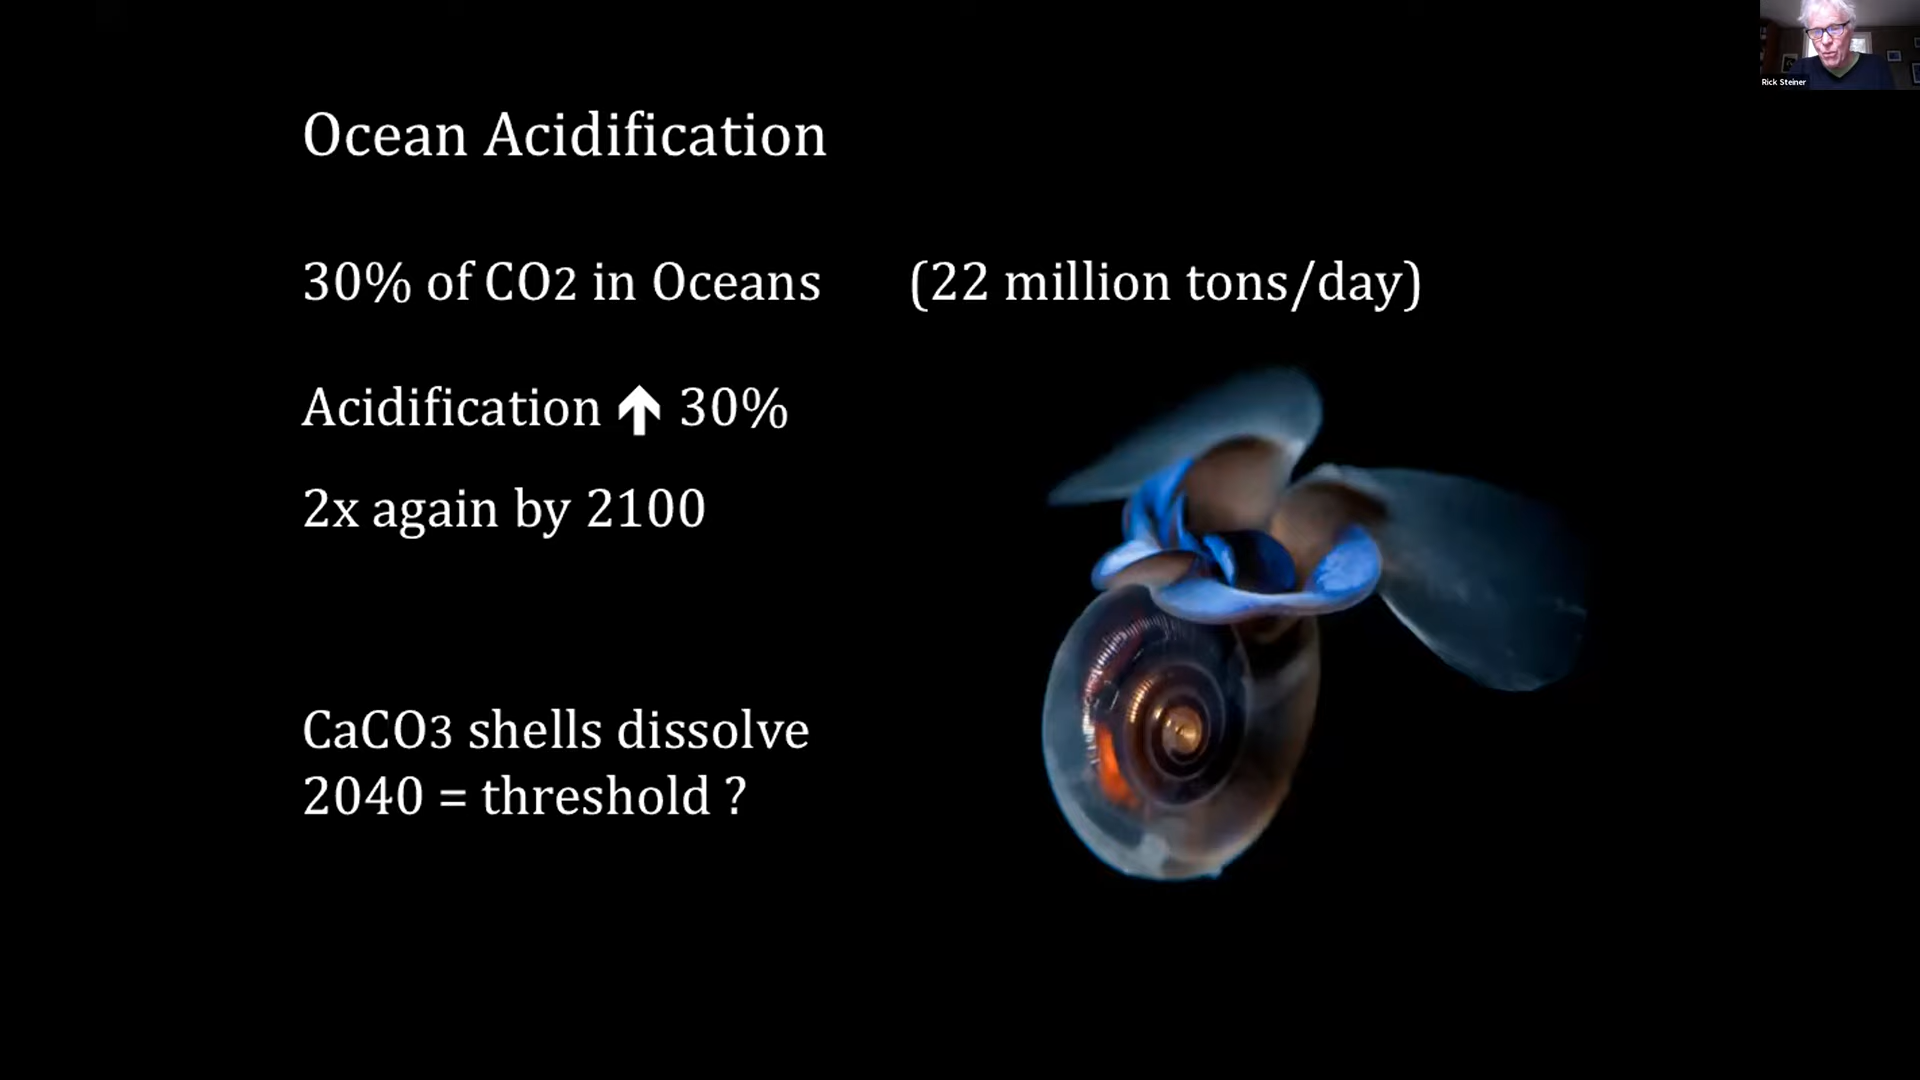 Rick Steiner
Ocean Acidification
30% of CO2 in Oceans (22 million tons/day)
Acidification ↑ 30%
2x again by 2100
CaCO3 shells dissolve
2040 = threshold ?